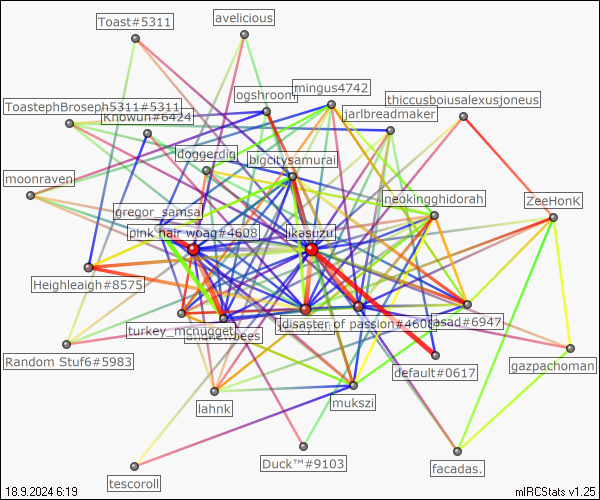 Toast#5311
avelicious
ogshroom
mingus4742
thiccusboiusalexusjoneus
ToastephBroseph5311#5311
Knowun#6424
jarlbreadmaker
doggerdig
bigcitysamurai
moonraven
gregor_samsa
neokingghidorah
ZeeHonK
pink hair woag#4608
ikasuzu
Heighleaigh#8575
turkey_mcnugget
disaster of passion#4608
asad#6947
Random Stuf6#5983
default#0617
gazpachoman
lahnk
mukszi
Duck™#9103
facadas.
tescoroll
18.9.2024 6:19
mIRCStats v1.25